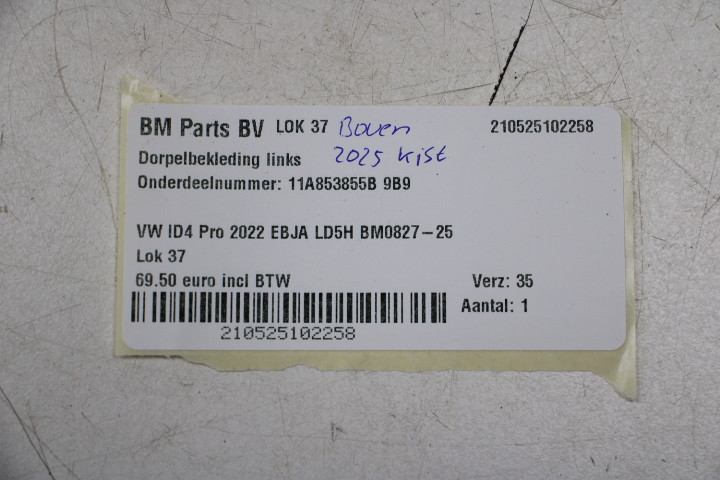 BM Parts BV LOK 37 Boven 210525102258
Dorpelbekleding links 2025 kist
Onderdeelnummer: 11A853855B 9B9
VW ID4 Pro 2022 EBJA LD5H BM0827-25
Lok 37
69.50 euro incl BTW Verz: 35
Aantal: 1
210525102258